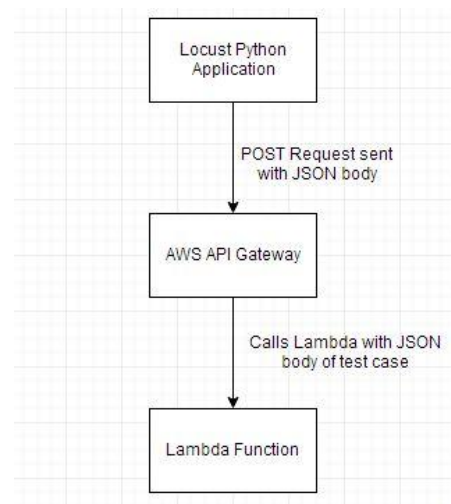 Locust Python
Application
POST Request sent
with JSON body
AWS API Gateway
Calls Lambda with JSON
body of test case
Lambda Function